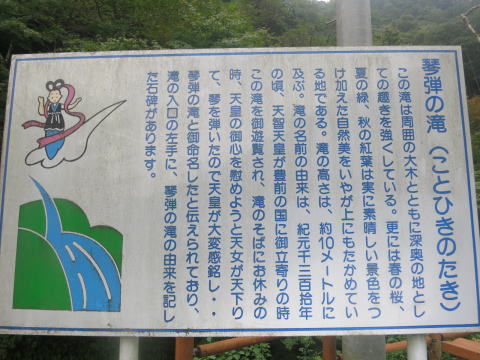 琴弾の滝（ことひきのたき）
この滝は周囲の大木とともに深奥の地とし
ての趣きを強くしている。更には春の桜、
夏の緑、秋の紅葉は実に素晴しい景色をつ
け加えた自然美をいやが上にもたかめてい
る地である。滝の高さは、約10メートルに
及ぶ。滝の名前の由来は、紀元千三百拾年
の頃、天智天皇が豊前の国に御立寄りの時
この滝を御遊覧され、滝のそばにお休みの
時、天皇の御心を慰めようと天女が天下り
て、琴を弾いたので天皇が大変感銘し・・
琴弾の滝と御命名したと伝えられており、
滝の入口の左手に、琴弾の滝の由来を記し
た石碑があります。